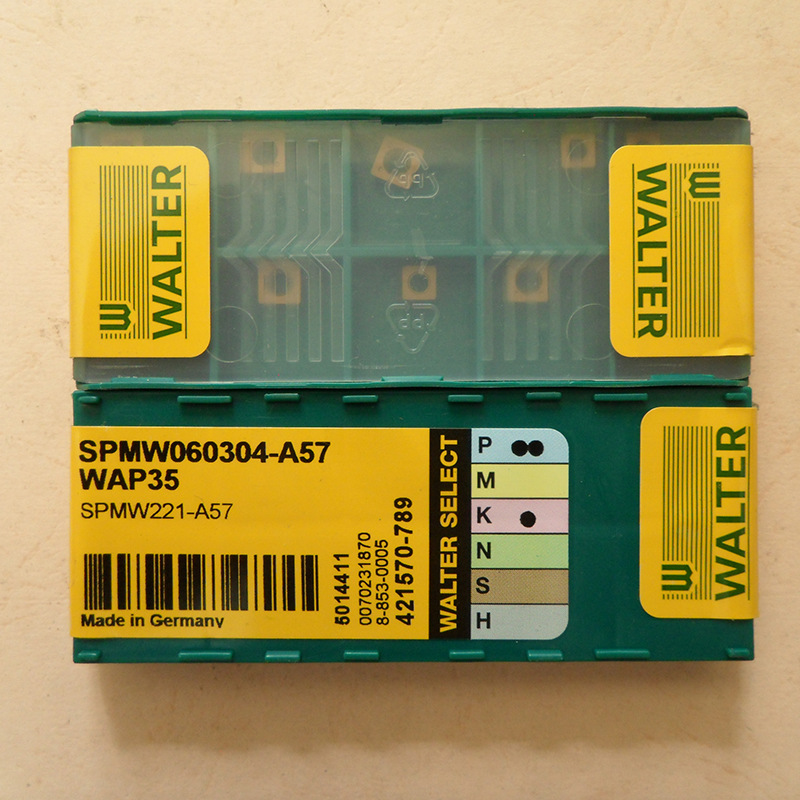 WALTER
WALTER
PP
SPMW060304-A57
WAP35
SPMW221-A57
Made in Germany
5014411
0070231870
8-853-0005
421570-789
WALTER SELECT
P
M
K
N
S
H
WALTER